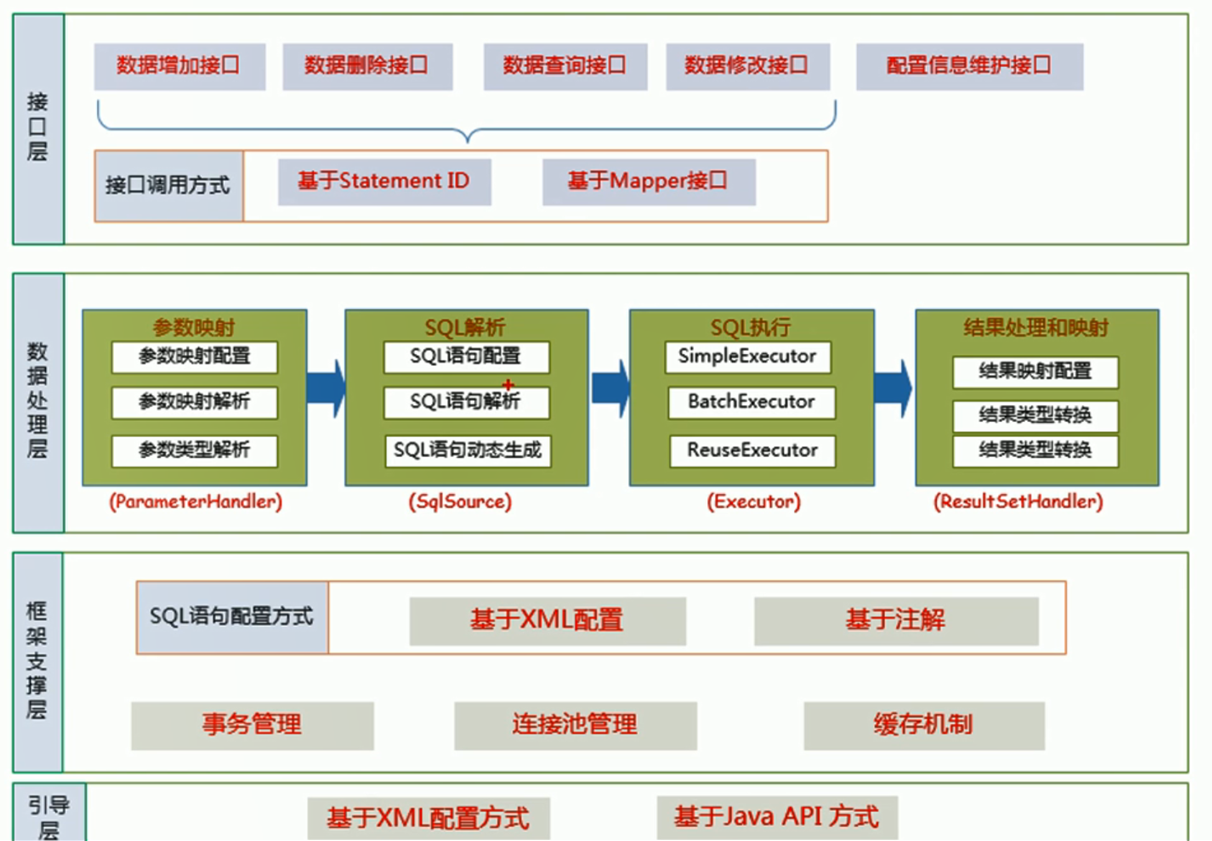 接口层
数据增加接口
数据删除接口
数据查询接口
数据修改接口
配置信息维护接口
接口调用方式
基于Statement ID
基于Mapper接口
数据处理层
参数映射
参数映射配置
参数映射解析
参数类型解析
(ParameterHandler)
SQL解析
SQL语句配置
SQL语句解析
SQL语句动态生成
(SqlSource)
SQL执行
SimpleExecutor
BatchExecutor
ReuseExecutor
(Executor)
结果处理和映射
结果映射配置
结果类型转换
结果类型转换
(ResultSetHandler)
框架支撑层
SQL语句配置方式
基于XML配置
基于注解
事务管理
连接池管理
缓存机制
引导
层
基于XML配置方式
基于Java API 方式